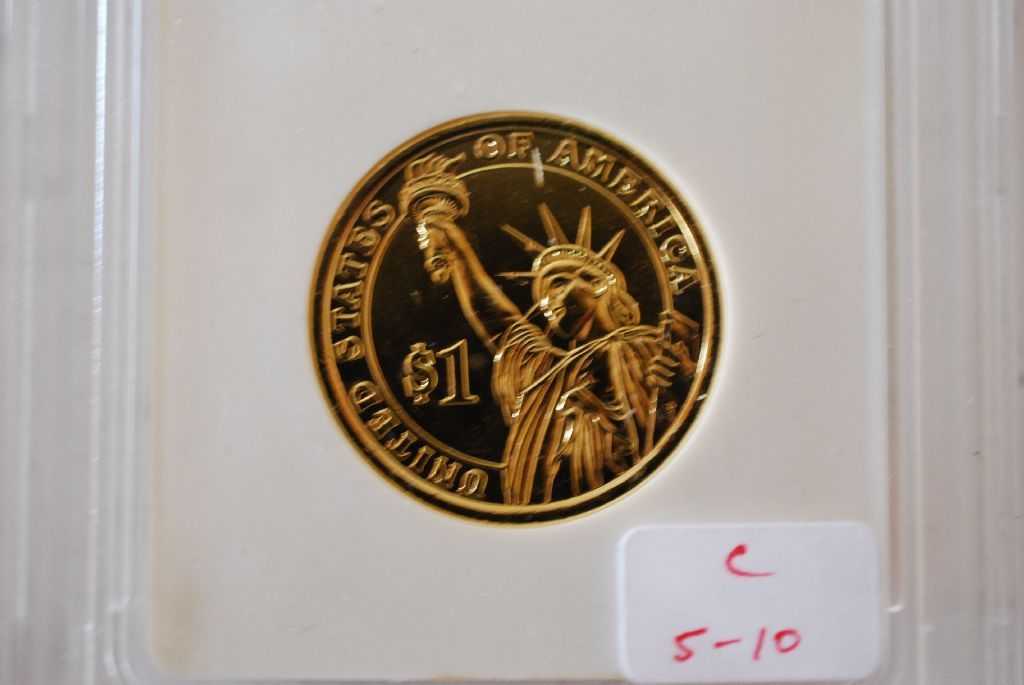 UNITED STATES OF AMERICA
$1
C
5-10